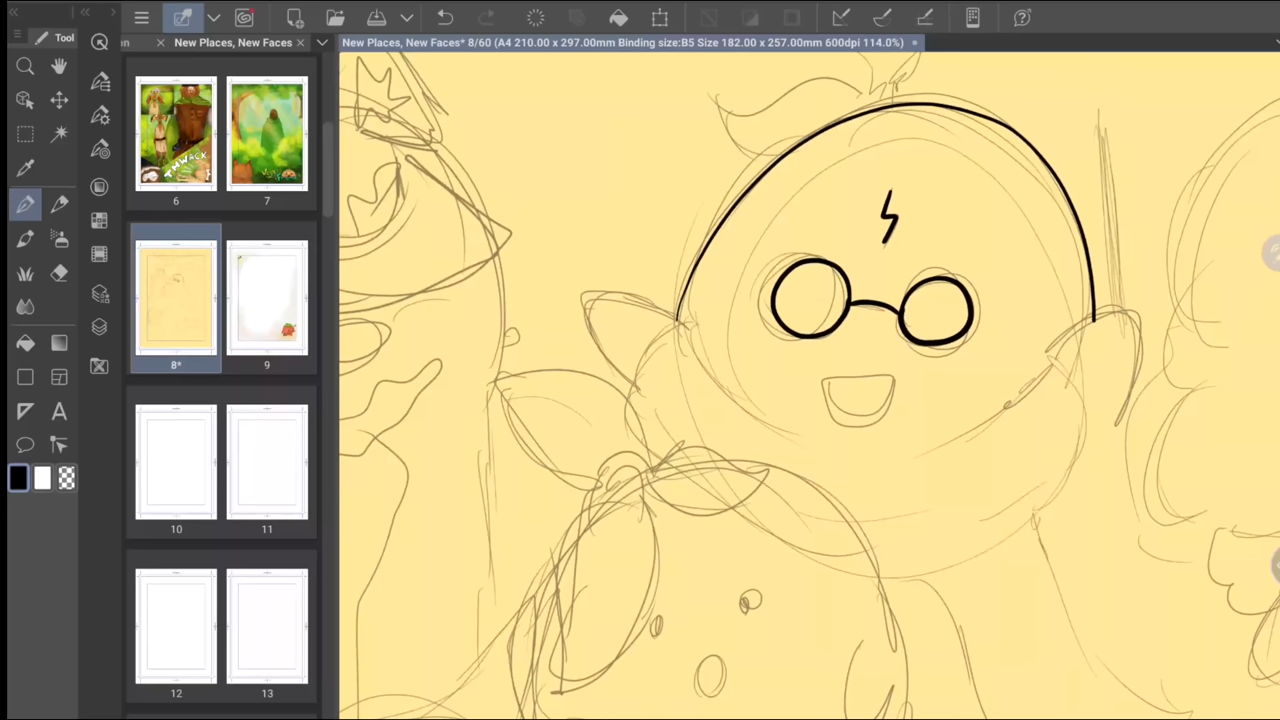 Tool
n
New Places, New Faces
New Places, New Faces* 8/60 (A4 210.00 x 297.00mm Binding size:B5 Size 182.00 x 257.00mm 600dpi 114.0%)
THWACK
6
7
8*
9
10
11
12
13